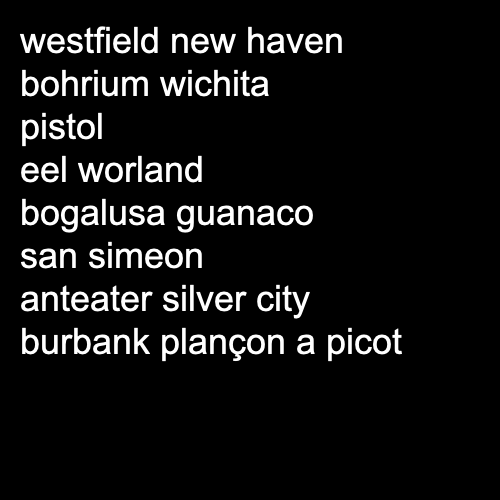 westfield new haven
bohrium wichita
pistol
eel worland
bogalusa guanaco
san simeon
anteater silver city
burbank plançon a picot